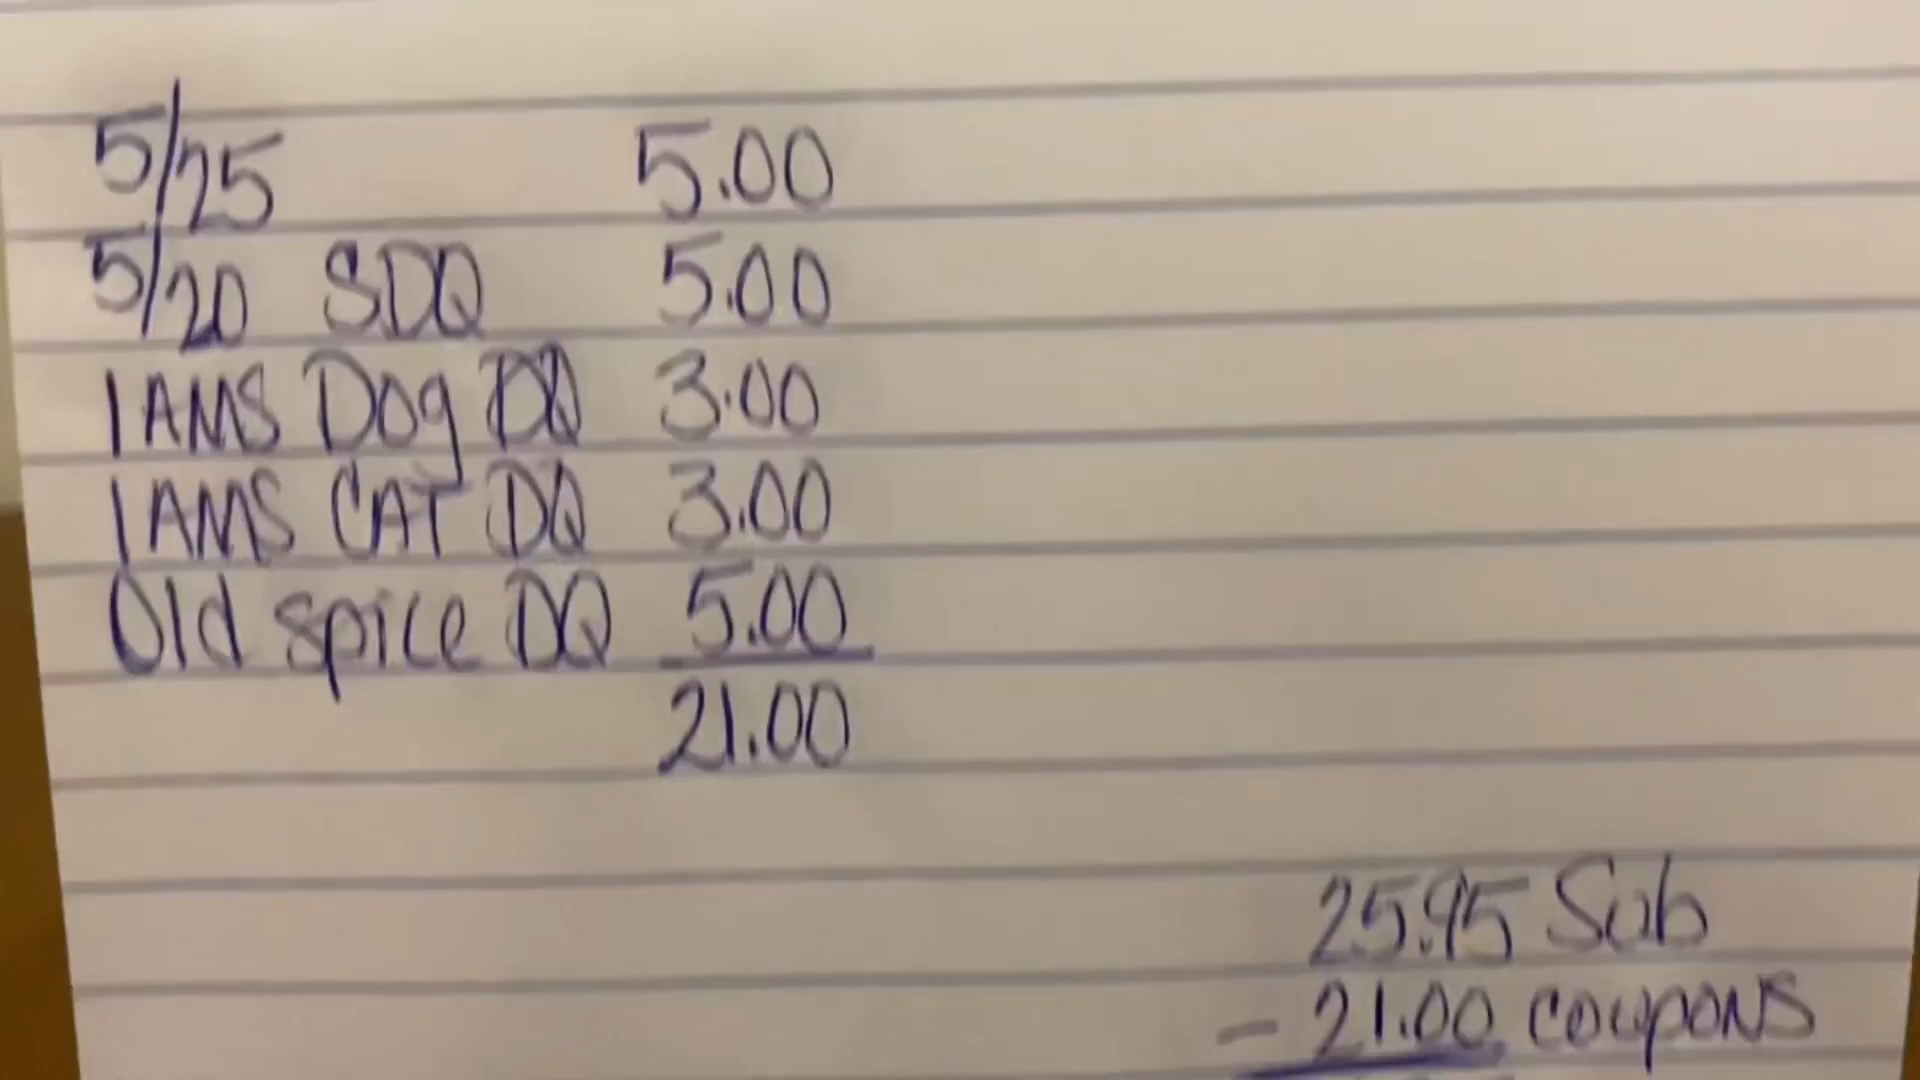 5/25 5.00
5/20 SDQ 5.00
IAMS Dog DQ 3.00
IAMS CAT DQ 3.00
Old spice DQ 5.00
21.00
25.95 Sub
- 21.00 coupons